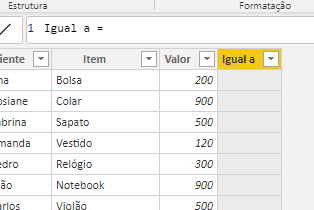 Estrutura Formatação
1 Igual a =
iente Item Valor Igual a
na Bolsa 200
osiane Colar 900
abrina Sapato 500
manda Vestido 120
edro Relógio 300
ão Notebook 900
arlos Violão 500